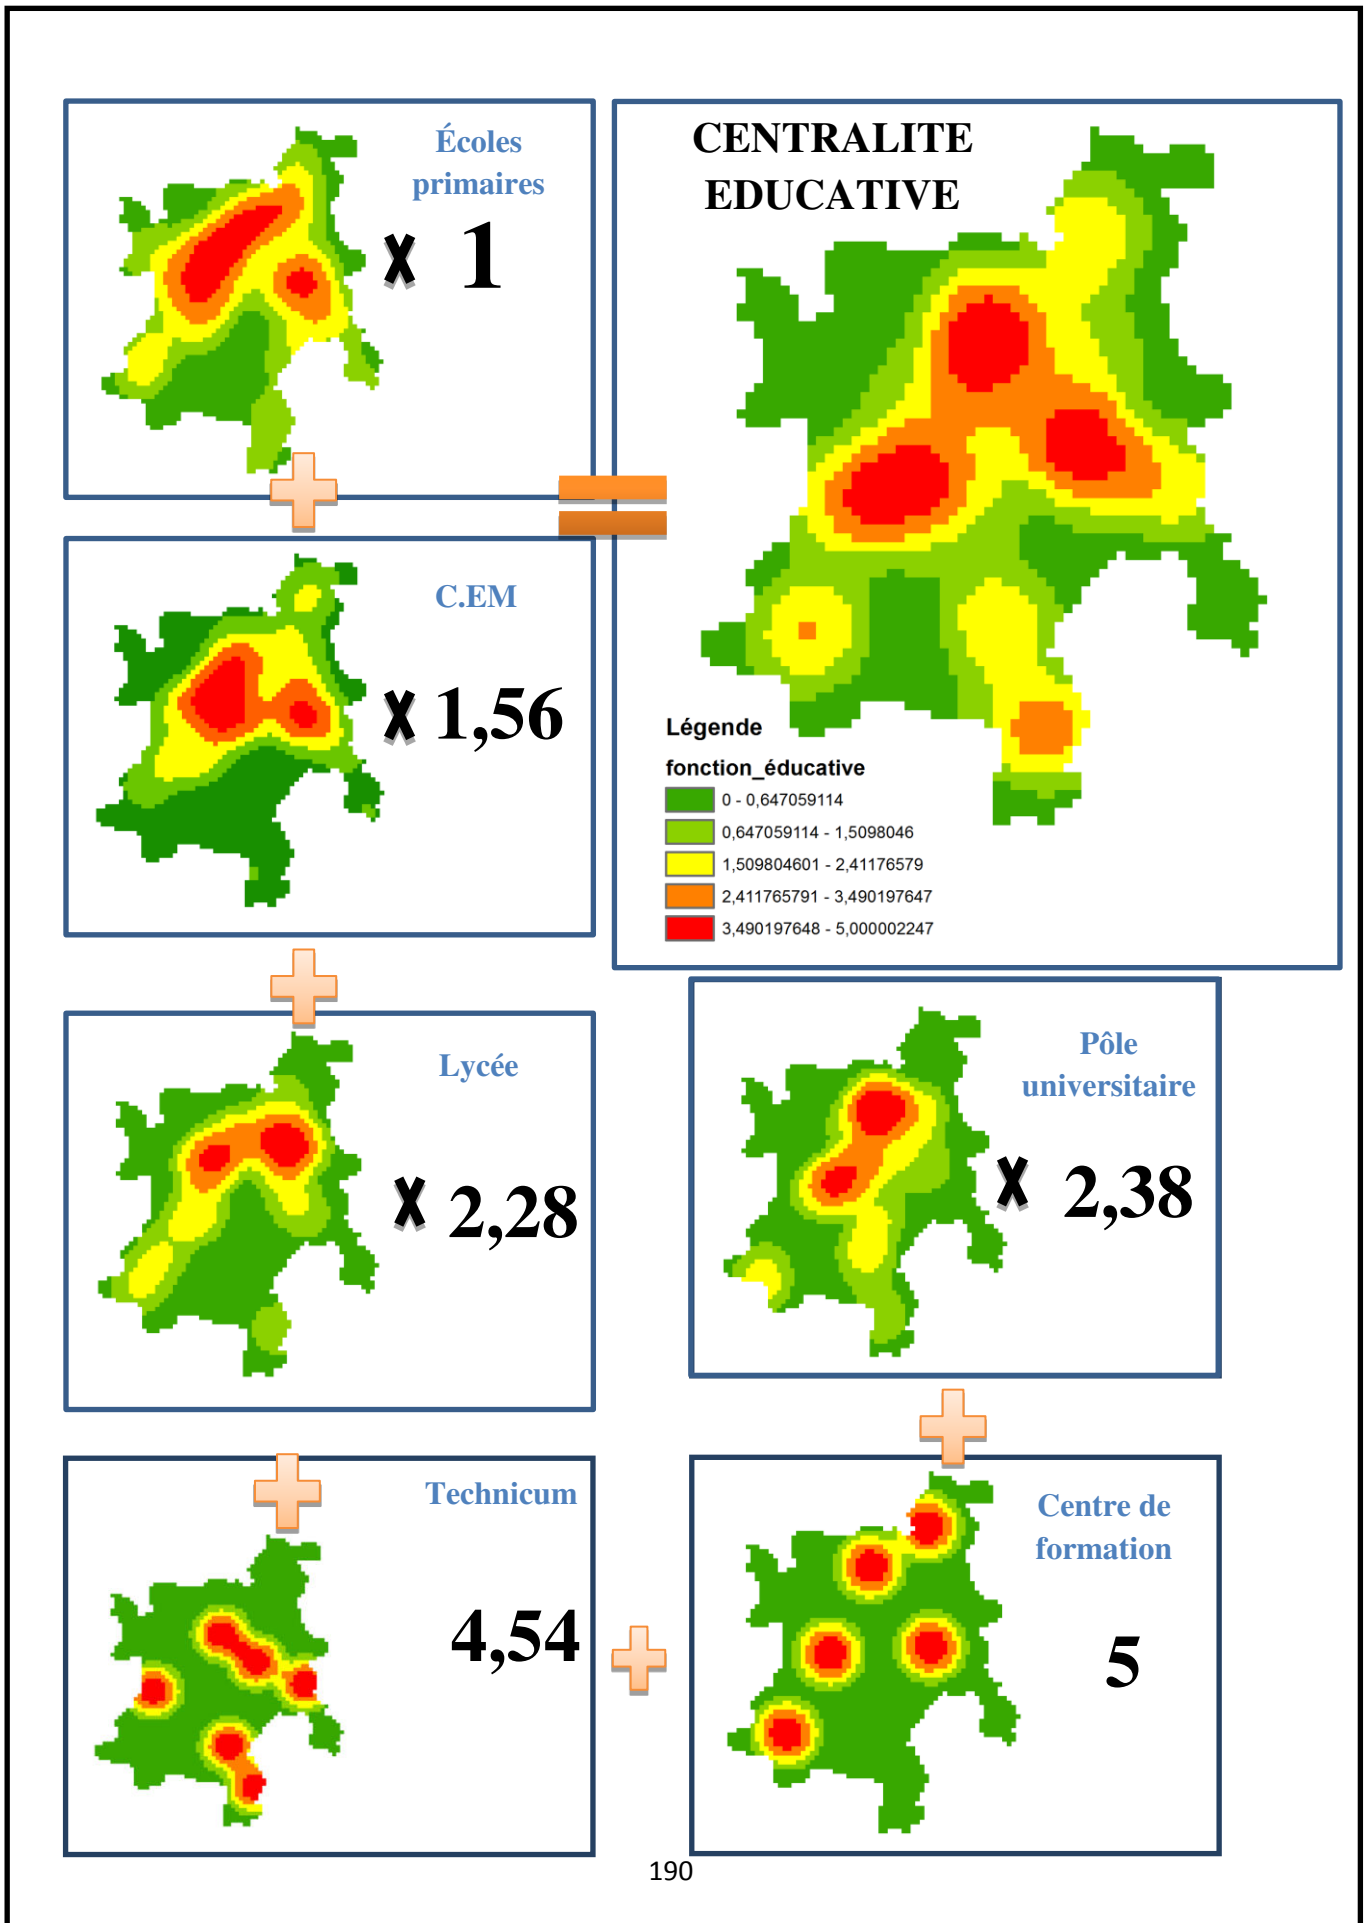 Écoles
primaires
X 1
CENTRALITE
EDUCATIVE
C.EM
X 1,56
Légende
fonction_éducative
0 - 0,647059114
0,647059114 - 1,5098046
1,509804601 - 2,41176579
2,411765791 - 3,490197647
3,490197648 - 5,000002247
Lycée
X 2,28
Pôle
universitaire
X 2,38
Technicum
4,54
Centre de
formation
5
190